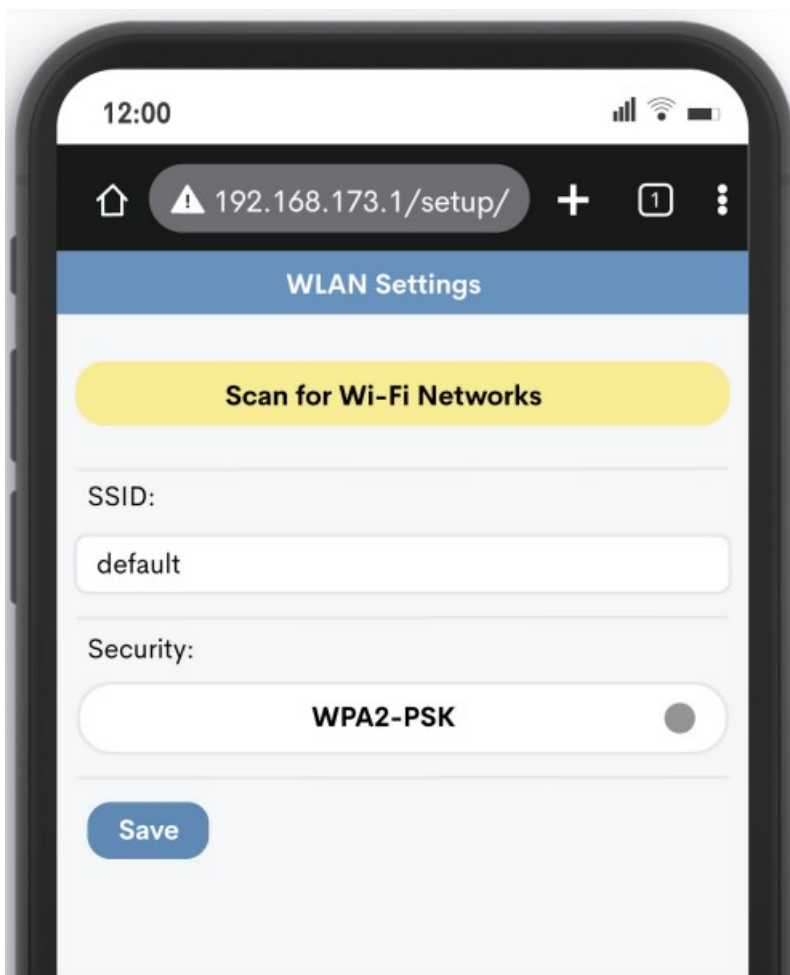 12:00
192.168.173.1/setup/
1
WLAN Settings
Scan for Wi-Fi Networks
SSID:
default
Security:
WPA2-PSK
Save